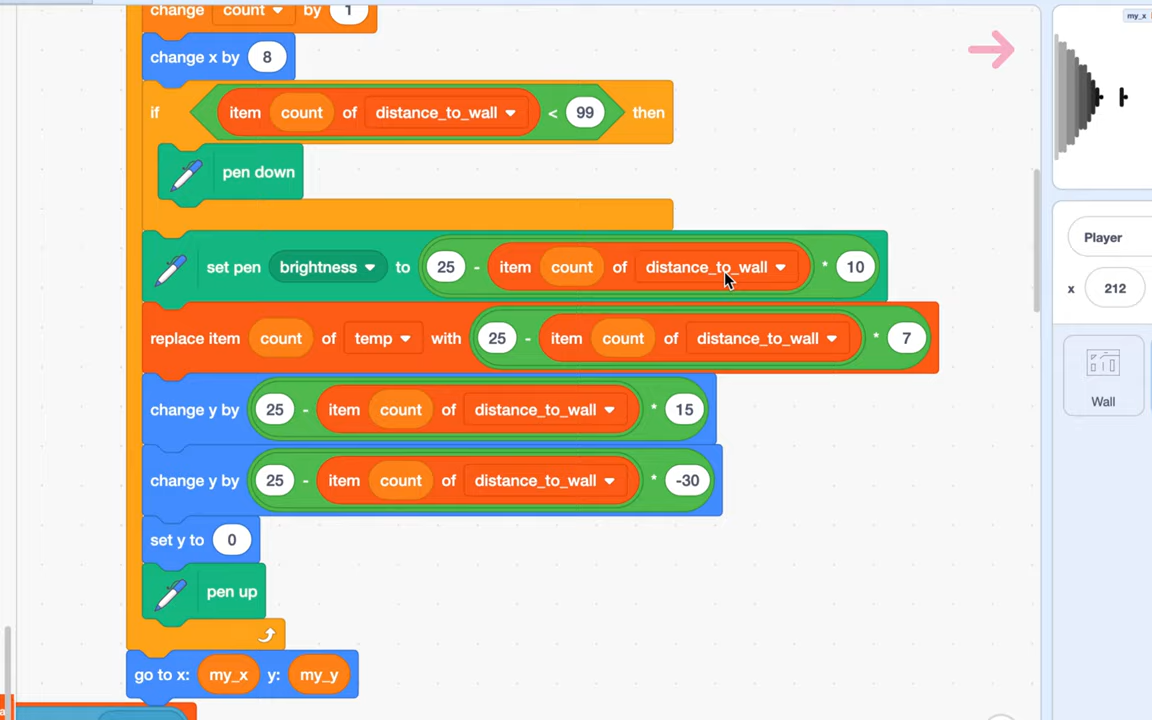 change count by 1
my_x
change x by 8
if item count of distance_to_wall < 99 then
pen down
Player
set pen brightness to 25 - item count of distance_to_wall * 10
x 212
replace item count of temp with 25 - item count of distance_to_wall * 7
change y by 25 - item count of distance_to_wall * 15
Wall
change y by 25 - item count of distance_to_wall * -30
set y to 0
pen up
go to x: my_x y: my_y